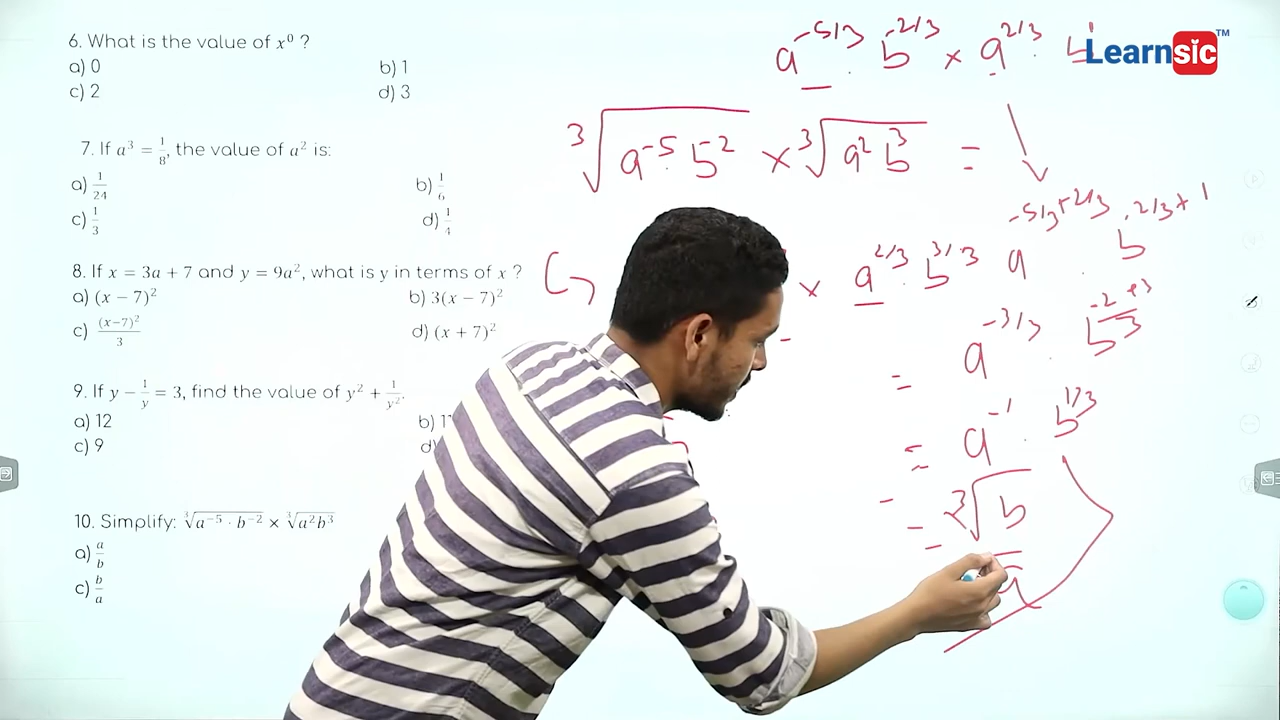 6. What is the value of x⁰ ?
a) 0
b) 1
c) 2
d) 3
7. If a³ = 1/8, the value of a² is:
a) 1/24
b) 1/6
c) 1/3
d) 1/4
8. If x = 3a + 7 and y = 9a², what is y in terms of x ?
a) (x − 7)²
b) 3(x − 7)²
c) (x−7)²/3
d) (x + 7)²
9. If y − 1/y = 3, find the value of y² + 1/y².
a) 12
b) 1
c) 9
d)
10. Simplify: ∛(a⁻⁵ · b⁻²) × ∛(a²b³)
a) a/b
c) b/a
Learnsic™
a^(-5/3) · b^(-2/3) × a^(2/3) ·
∛(a⁻⁵ · b⁻²) × ∛(a² b³) =
a^(-5/3+2/3) · b^(-2/3+1)
× a^(2/3) · b^(3/3)
= a^(-3/3) · b^((-2+3)/3)
= a⁻¹ · b^(1/3)
= ∛b
a